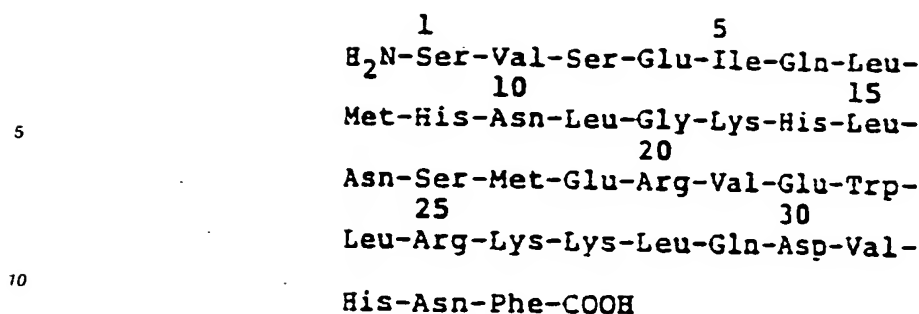 1 5
H₂N-Ser-Val-Ser-Glu-Ile-Gln-Leu-
10 15
5 Met-His-Asn-Leu-Gly-Lys-His-Leu-
20
Asn-Ser-Met-Glu-Arg-Val-Glu-Trp-
25 30
Leu-Arg-Lys-Lys-Leu-Gln-Asp-Val-
10 His-Asn-Phe-COOH